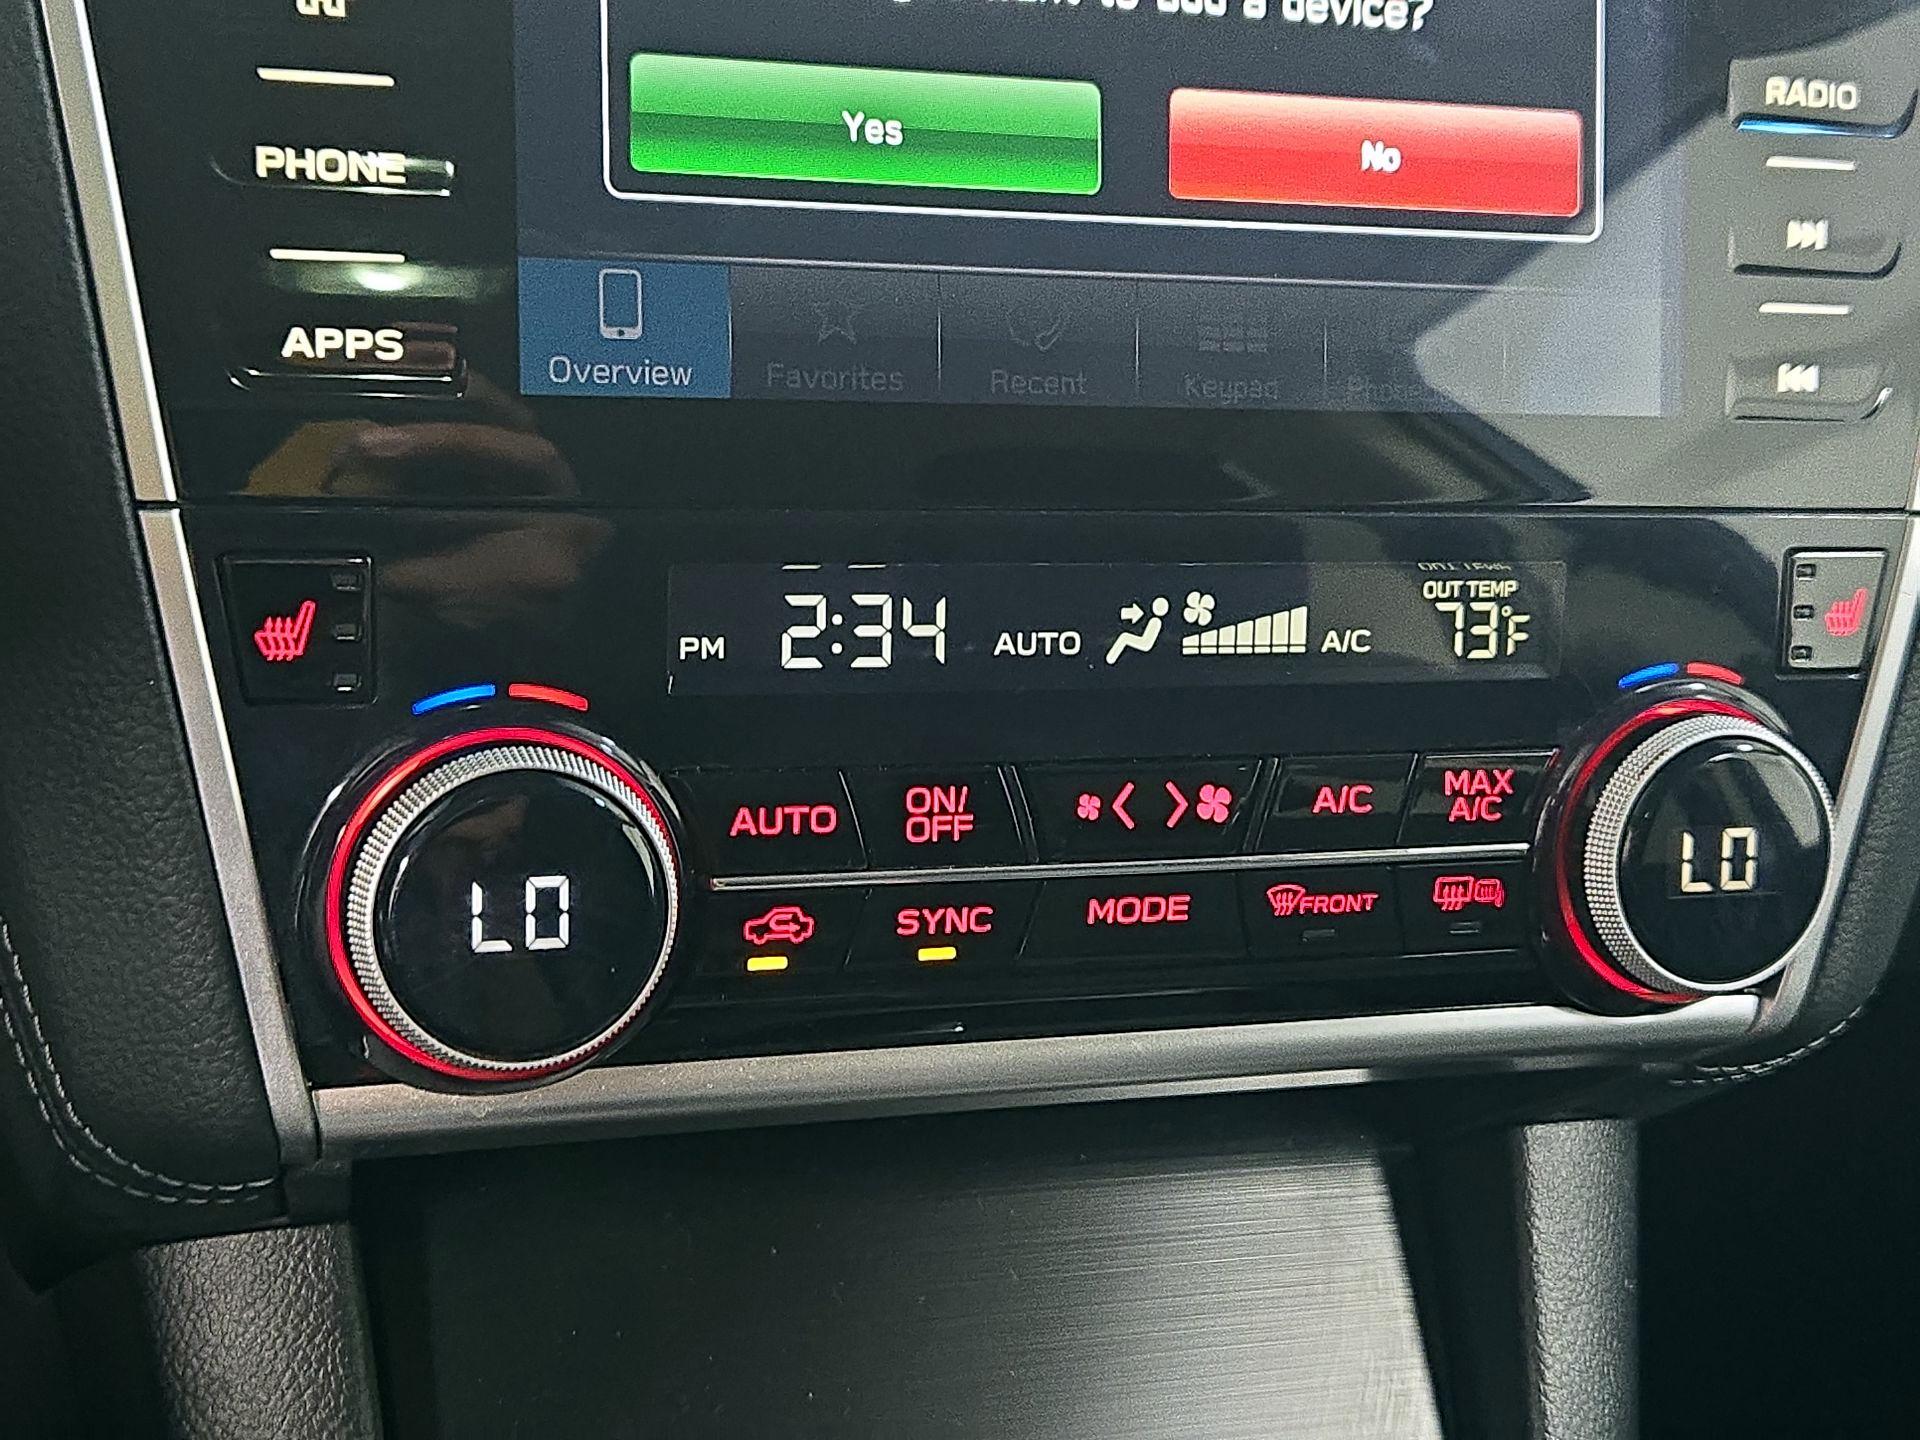 to add a device?
Yes
No
PHONE
APPS
RADIO
Overview
Favorites
Recent
Keypad
PM 2:34 AUTO A/C OUT TEMP 73°F
AUTO
ON/
OFF
A/C
MAX
A/C
SYNC
MODE
FRONT
LO
LO